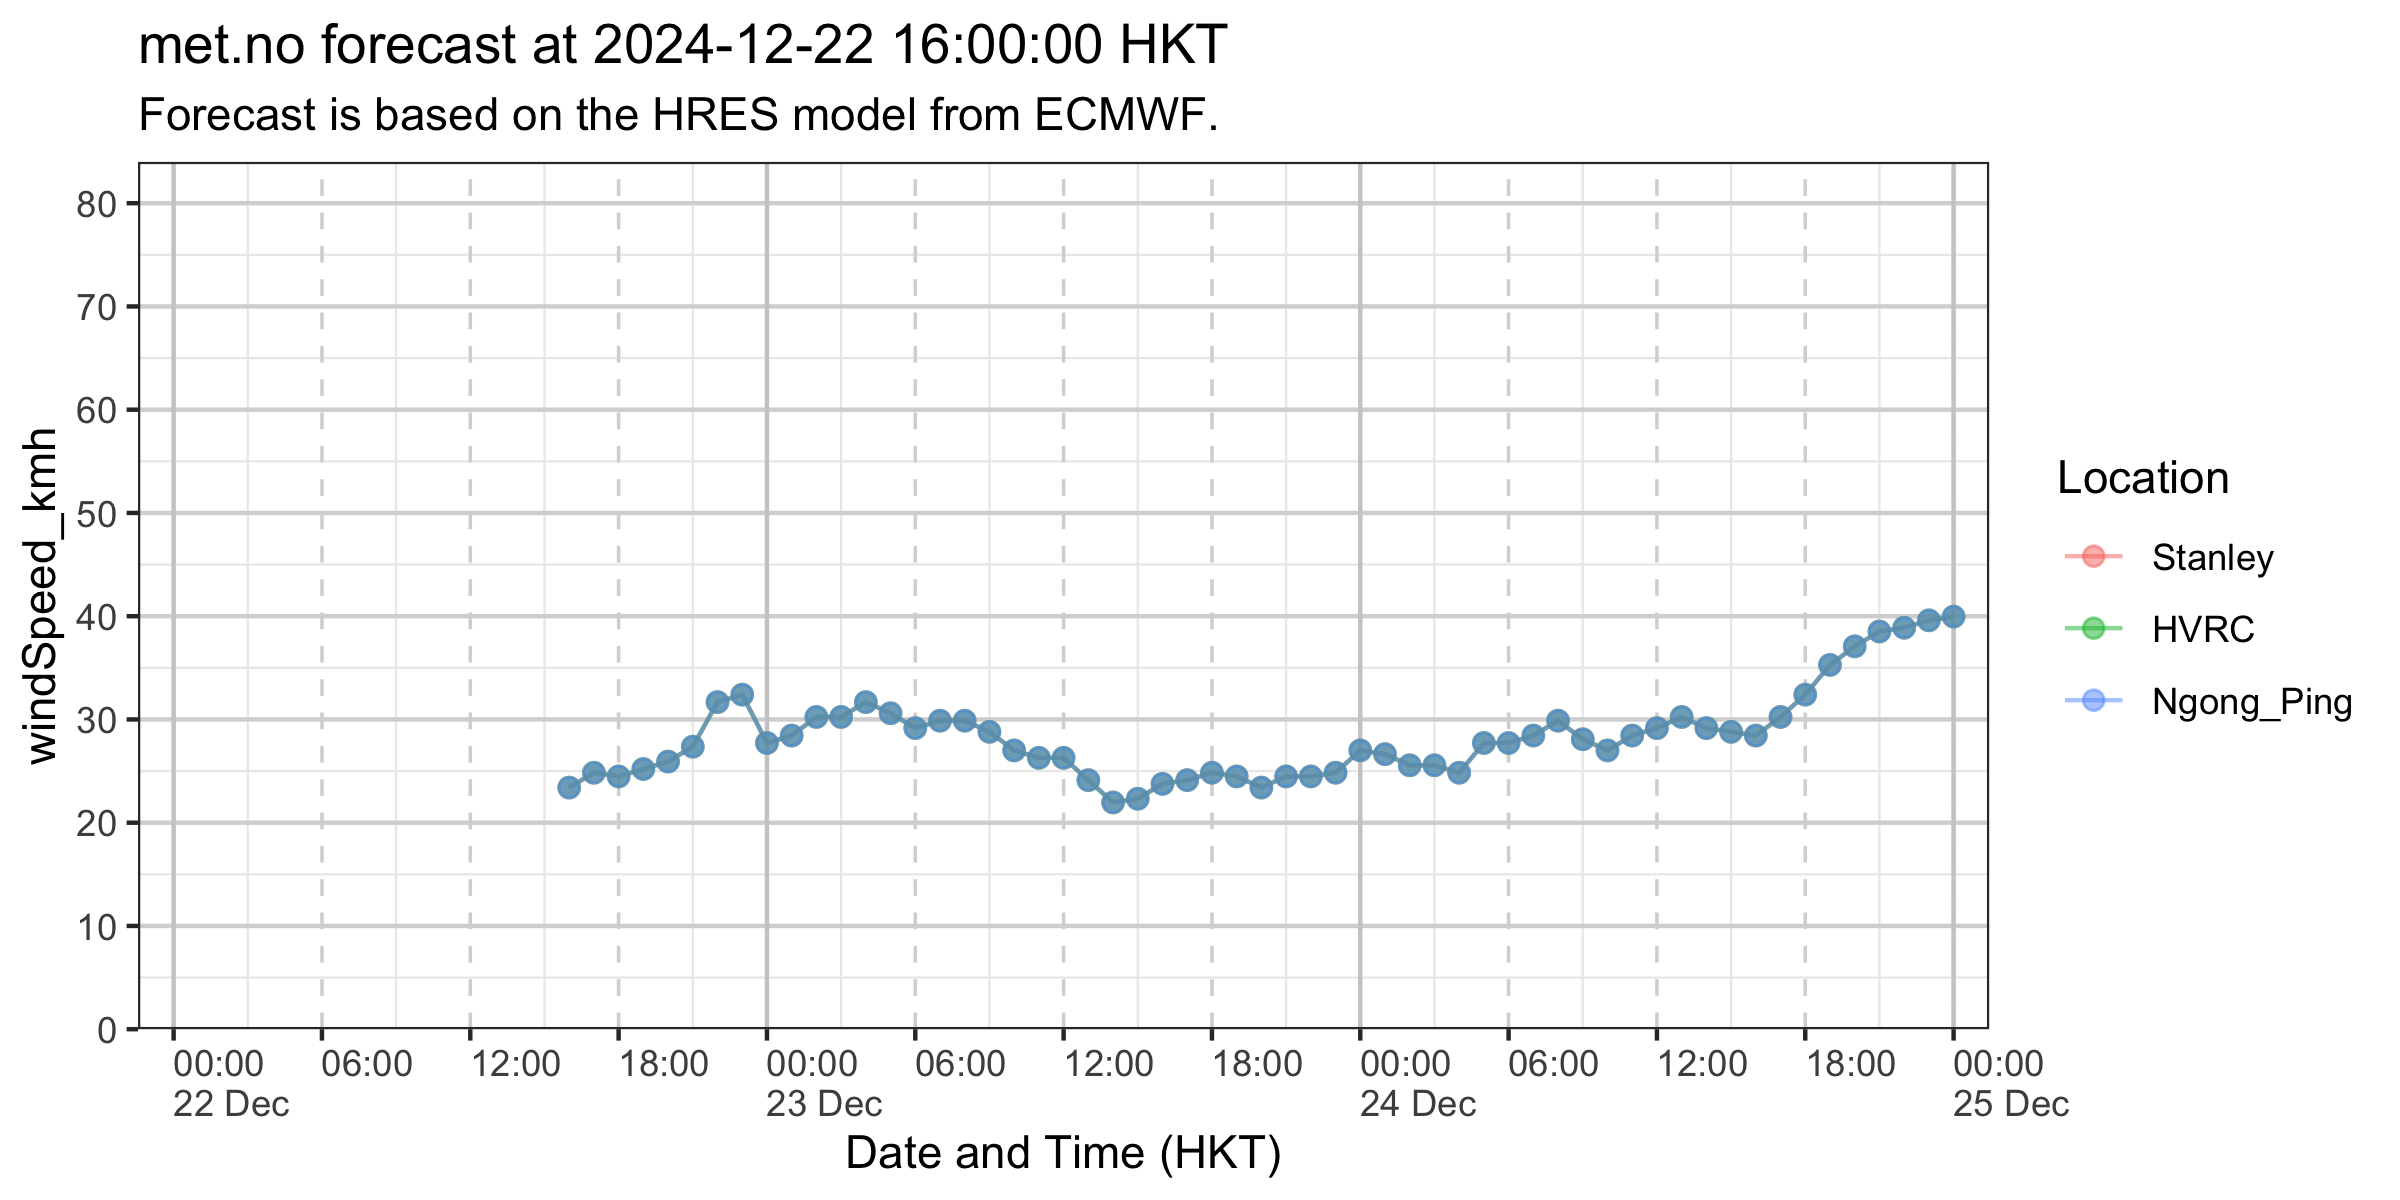 met.no forecast at 2024-12-22 16:00:00 HKT
Forecast is based on the HRES model from ECMWF.
windSpeed_kmh
80
70
60
50
40
30
20
10
0
00:00 06:00 12:00 18:00 00:00 06:00 12:00 18:00 00:00 06:00 12:00 18:00 00:00
22 Dec 23 Dec 24 Dec 25 Dec
Date and Time (HKT)
Location
Stanley
HVRC
Ngong_Ping